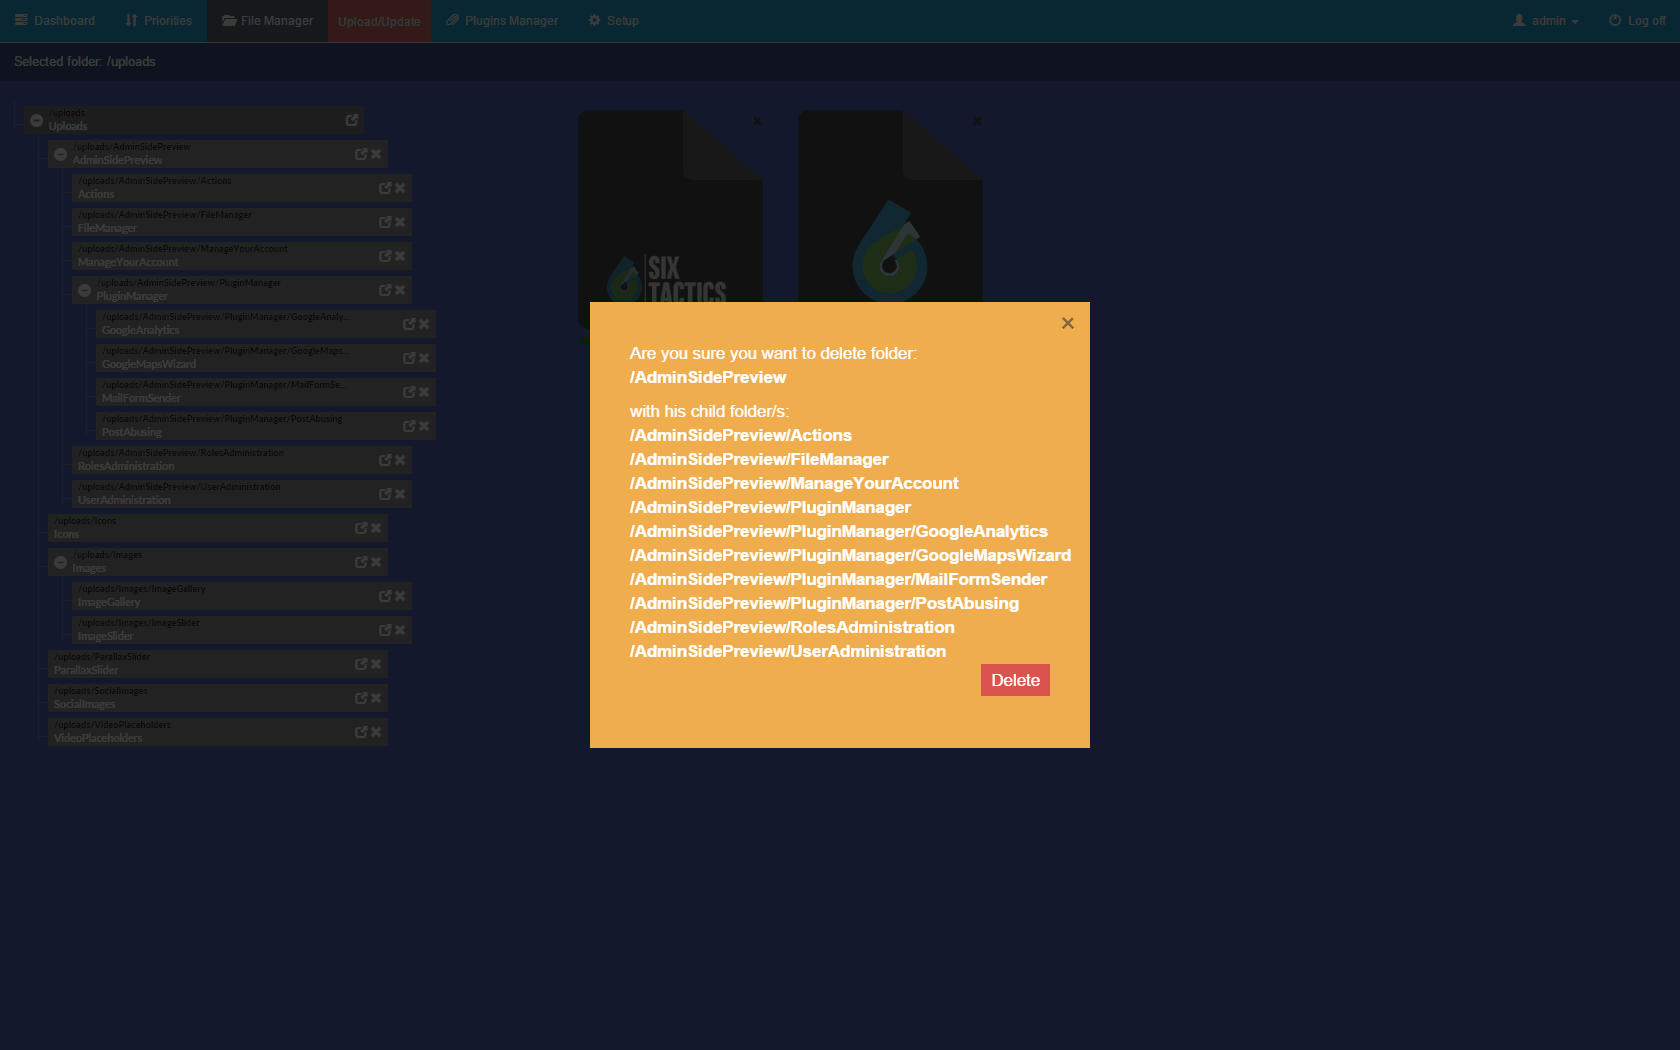 Dashboard
Priorities
File Manager
Upload/Update
Plugins Manager
Setup
admin
Log off
Selected folder: /uploads
/uploads
Uploads
/uploads/AdminSidePreview
AdminSidePreview
/uploads/AdminSidePreview/Actions
Actions
/uploads/AdminSidePreview/FileManager
FileManager
/uploads/AdminSidePreview/ManageYourAccount
ManageYourAccount
/uploads/AdminSidePreview/PluginManager
PluginManager
/uploads/AdminSidePreview/PluginManager/GoogleAnaly...
GoogleAnalytics
/uploads/AdminSidePreview/PluginManager/GoogleMaps...
GoogleMapsWizard
/uploads/AdminSidePreview/PluginManager/MailFormSe...
MailFormSender
/uploads/AdminSidePreview/PluginManager/PostAbusing
PostAbusing
/uploads/AdminSidePreview/RolesAdministration
RolesAdministration
/uploads/AdminSidePreview/UserAdministration
UserAdministration
/uploads/Icons
Icons
/uploads/Images
Images
/uploads/Images/ImageGallery
ImageGallery
/uploads/Images/ImageSlider
ImageSlider
/uploads/ParallaxSlider
ParallaxSlider
/uploads/SocialImages
SocialImages
/uploads/VideoPlaceholders
VideoPlaceholders
SIX
TACTICS
Are you sure you want to delete folder:
/AdminSidePreview
with his child folder/s:
/AdminSidePreview/Actions
/AdminSidePreview/FileManager
/AdminSidePreview/ManageYourAccount
/AdminSidePreview/PluginManager
/AdminSidePreview/PluginManager/GoogleAnalytics
/AdminSidePreview/PluginManager/GoogleMapsWizard
/AdminSidePreview/PluginManager/MailFormSender
/AdminSidePreview/PluginManager/PostAbusing
/AdminSidePreview/RolesAdministration
/AdminSidePreview/UserAdministration
Delete